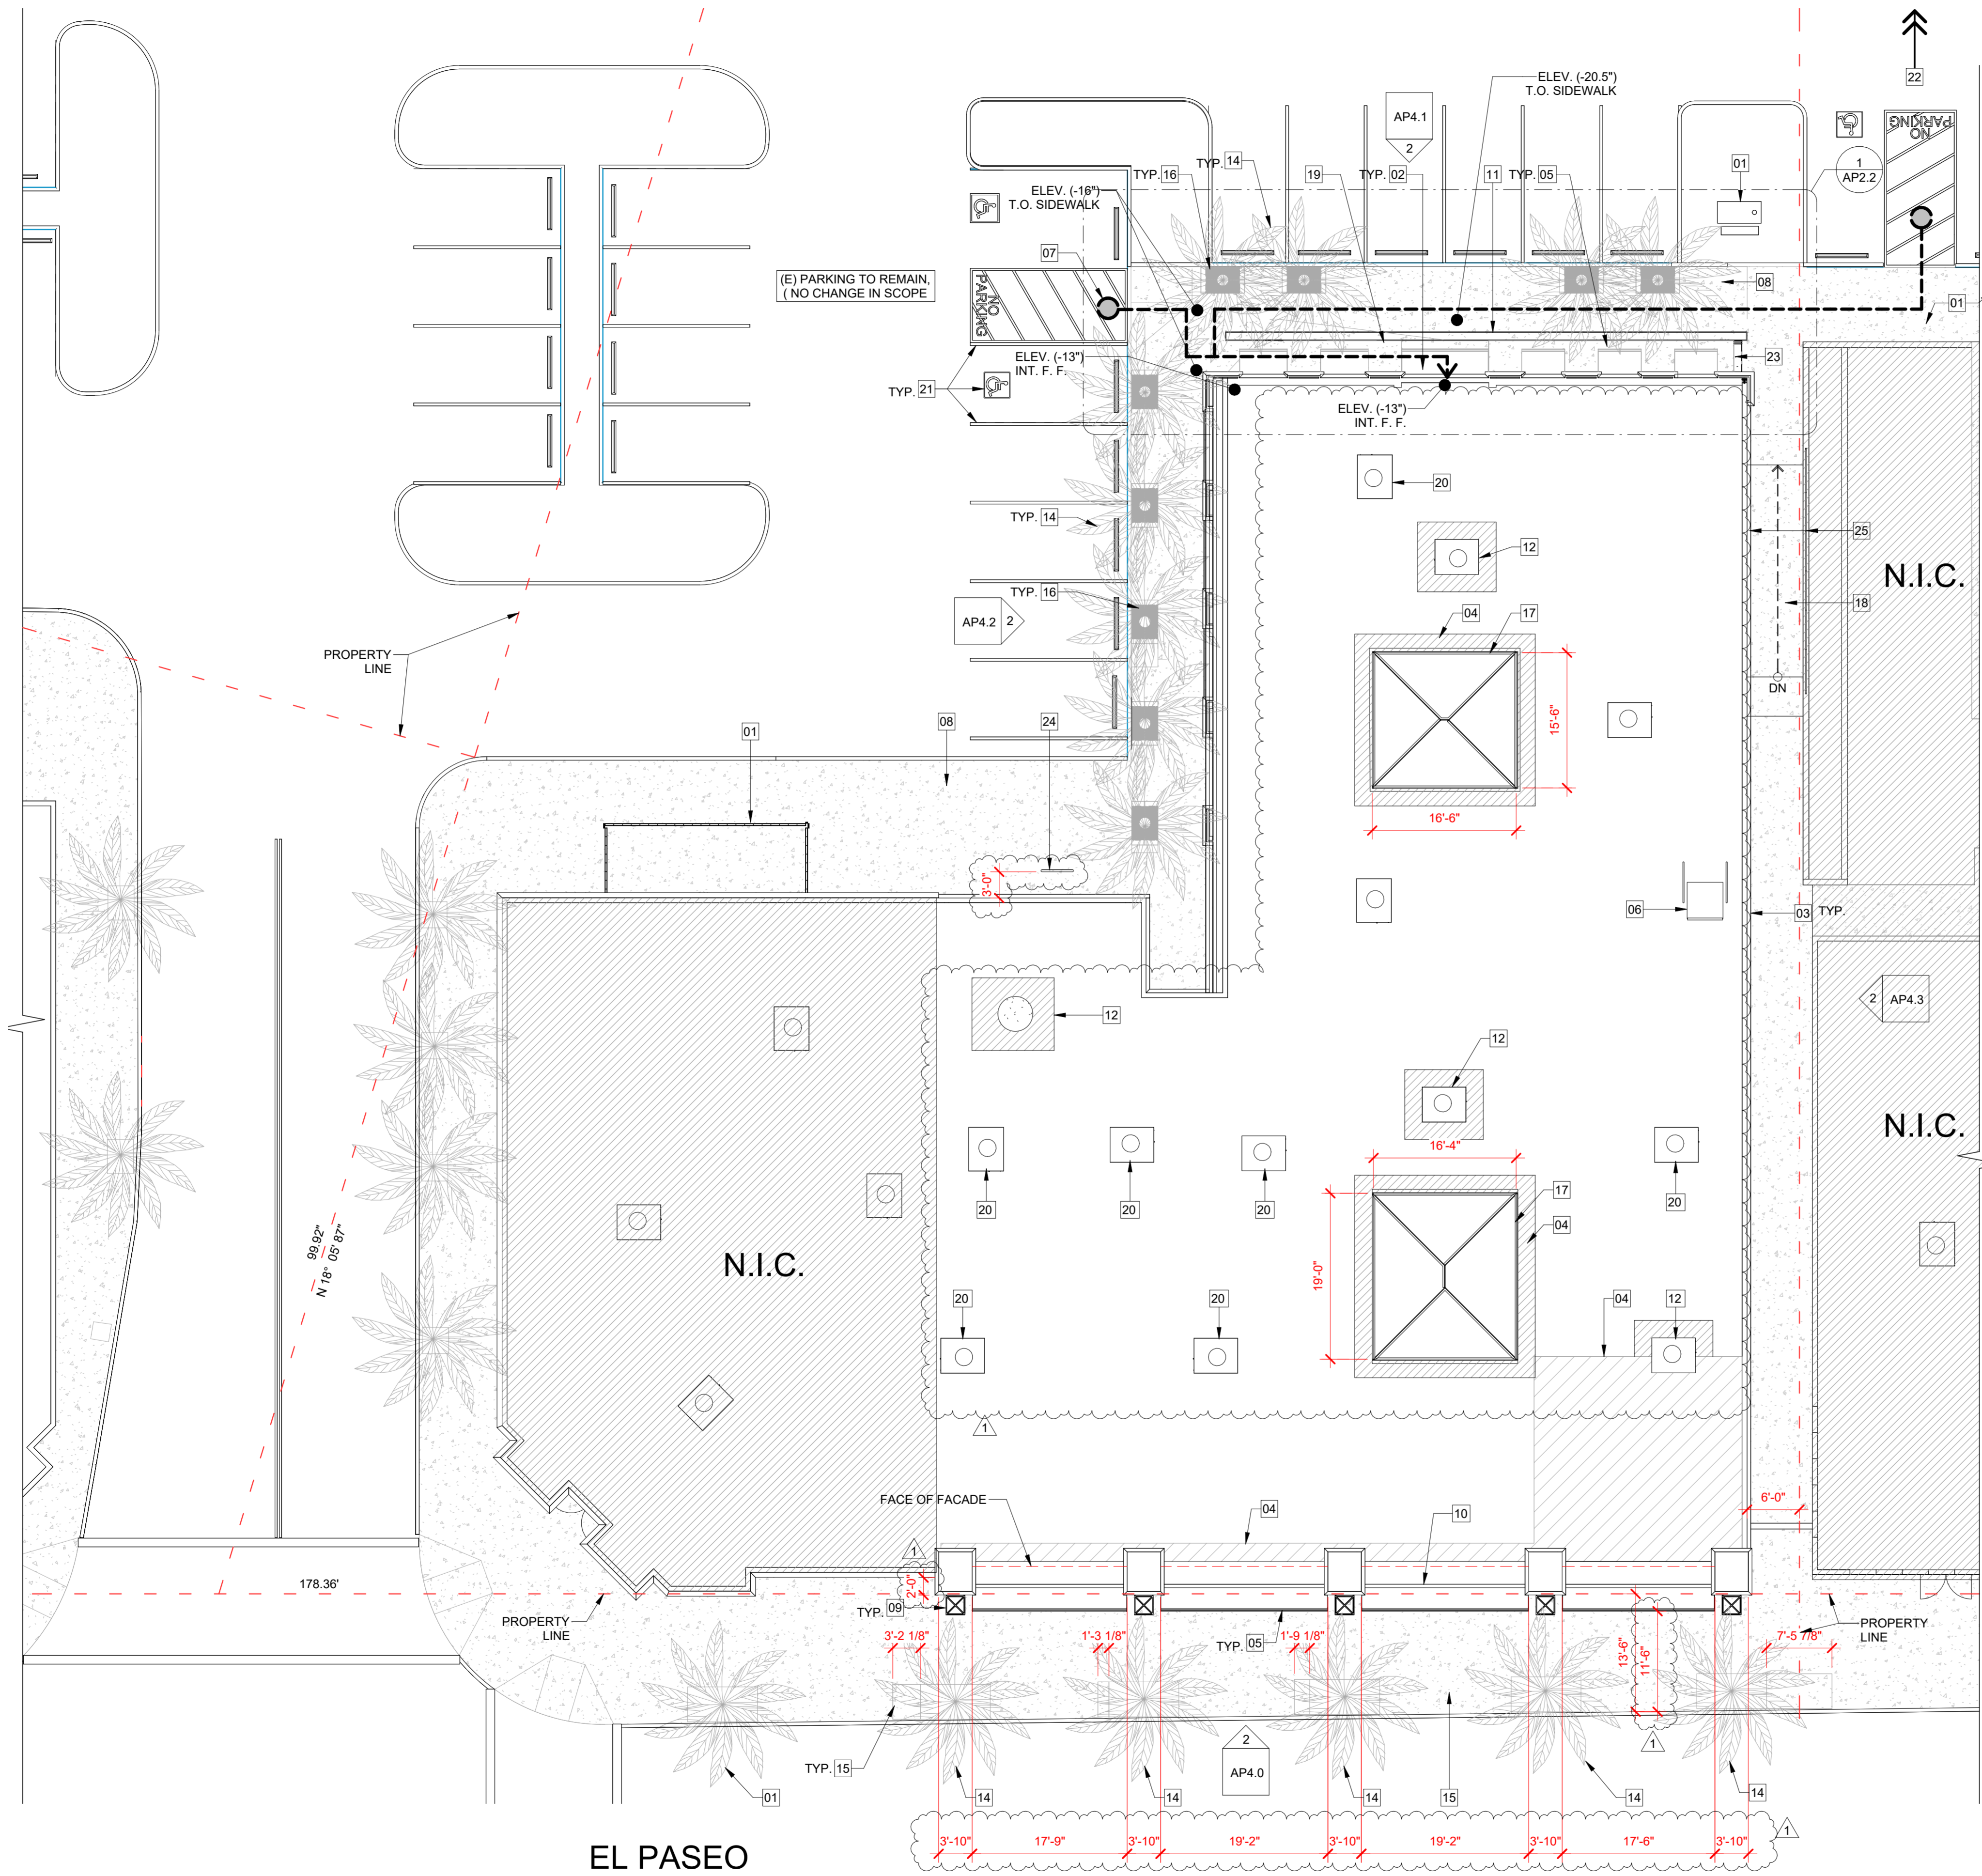 22
ELEV. (-20.5")
T.O. SIDEWALK
AP4.1
2
NO
PARKING
1
AP2.2
01
TYP. 16
TYP. 14
19
TYP. 02
11
TYP. 05
ELEV. (-16")
T.O. SIDEWALK
07
(E) PARKING TO REMAIN,
( NO CHANGE IN SCOPE
NO
PARKING
08
01
ELEV. (-13")
INT. F. F.
23
TYP. 21
ELEV. (-13")
INT. F. F.
20
TYP. 14
12
25
N.I.C.
TYP. 16
AP4.2 2
04
17
18
PROPERTY
LINE
DN
15'-6"
01
08
24
16'-6"
3'-0"
06
03 TYP.
2 AP4.3
12
12
N.I.C.
16'-4"
20
20
20
20
17
04
99.92"
N 18° 05' 87"
N.I.C.
19'-0"
20
20
04
12
1
FACE OF FACADE
04
10
6'-0"
1
178.36'
2'-0"
PROPERTY
LINE
TYP. 09
3'-2 1/8"
1'-3 1/8"
TYP. 05
1'-9 1/8"
13'-6"
11'-6"
7'-5 7/8"
PROPERTY
LINE
15
1
2
AP4.0
TYP. 15
01
14
14
14
14
14
1
3'-10"
17'-9"
3'-10"
19'-2"
3'-10"
19'-2"
3'-10"
17'-6"
3'-10"
EL PASEO